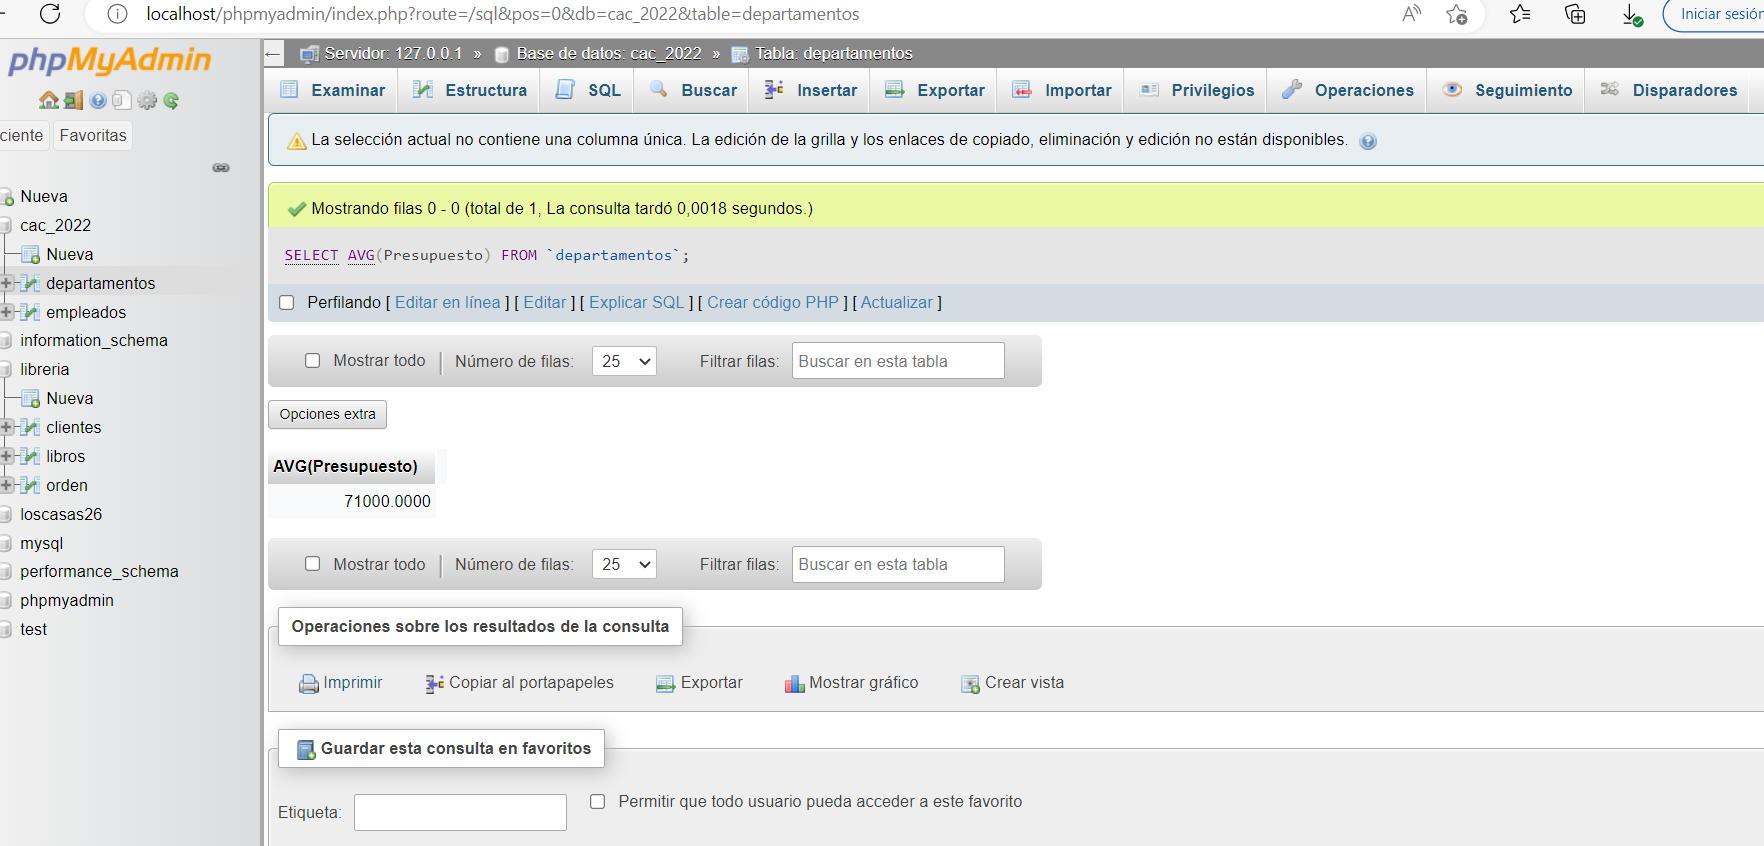 localhost/phpmyadmin/index.php?route=/sql&pos=0&db=cac_2022&table=departamentos
Iniciar sesión
phpMyAdmin
ciente
Favoritas
Nueva
cac_2022
Nueva
departamentos
empleados
information_schema
libreria
Nueva
clientes
libros
orden
loscasas26
mysql
performance_schema
phpmyadmin
test
Servidor: 127.0.0.1 » Base de datos: cac_2022 » Tabla: departamentos
Examinar Estructura SQL Buscar Insertar Exportar Importar Privilegios Operaciones Seguimiento Disparadores
La selección actual no contiene una columna única. La edición de la grilla y los enlaces de copiado, eliminación y edición no están disponibles.
Mostrando filas 0 - 0 (total de 1, La consulta tardó 0,0018 segundos.)
SELECT AVG(Presupuesto) FROM `departamentos`;
Perfilando [ Editar en línea ] [ Editar ] [ Explicar SQL ] [ Crear código PHP ] [ Actualizar ]
Mostrar todo | Número de filas: 25 Filtrar filas: Buscar en esta tabla
Opciones extra
AVG(Presupuesto)
71000.0000
Mostrar todo | Número de filas: 25 Filtrar filas: Buscar en esta tabla
Operaciones sobre los resultados de la consulta
Imprimir Copiar al portapapeles Exportar Mostrar gráfico Crear vista
Guardar esta consulta en favoritos
Etiqueta: Permitir que todo usuario pueda acceder a este favorito